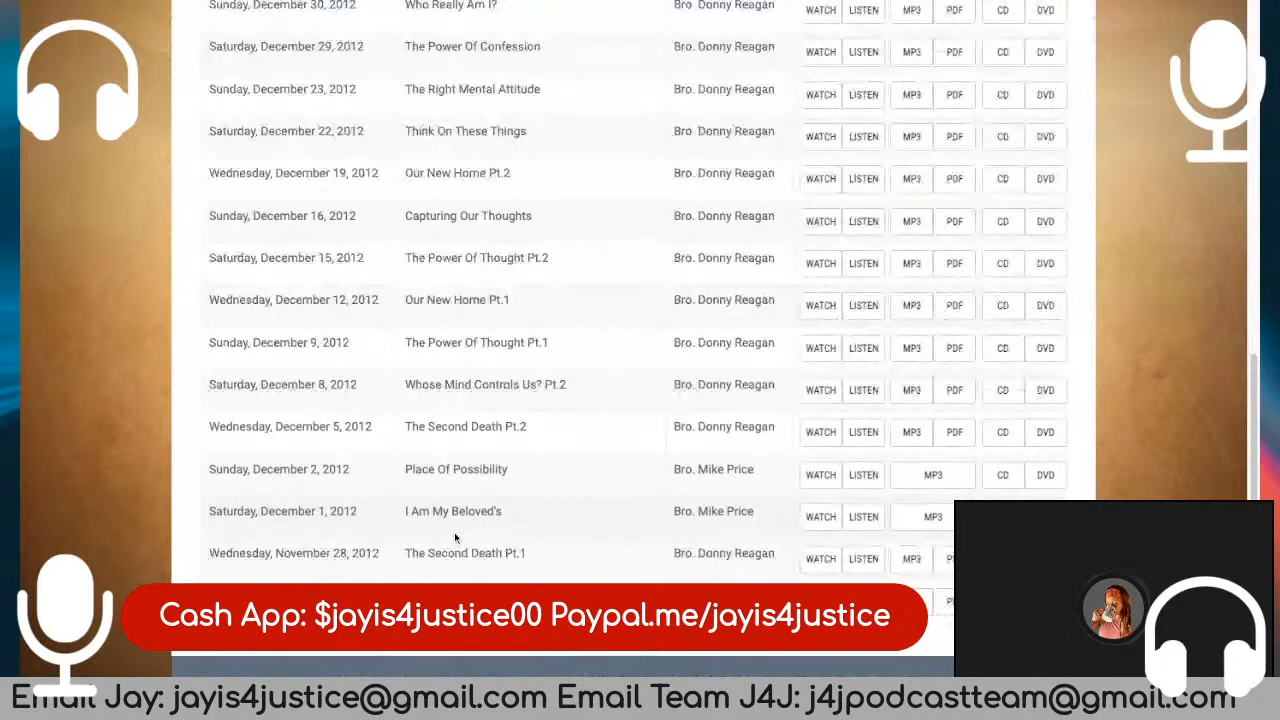 Sunday, December 30, 2012 Who Really Am I? Bro. Donny Reagan WATCH LISTEN MP3 PDF CD DVD
Saturday, December 29, 2012 The Power Of Confession Bro. Donny Reagan WATCH LISTEN MP3 PDF CD DVD
Sunday, December 23, 2012 The Right Mental Attitude Bro. Donny Reagan WATCH LISTEN MP3 PDF CD DVD
Saturday, December 22, 2012 Think On These Things Bro. Donny Reagan WATCH LISTEN MP3 PDF CD DVD
Wednesday, December 19, 2012 Our New Home Pt.2 Bro. Donny Reagan WATCH LISTEN MP3 PDF CD DVD
Sunday, December 16, 2012 Capturing Our Thoughts Bro. Donny Reagan WATCH LISTEN MP3 PDF CD DVD
Saturday, December 15, 2012 The Power Of Thought Pt.2 Bro. Donny Reagan WATCH LISTEN MP3 PDF CD DVD
Wednesday, December 12, 2012 Our New Home Pt.1 Bro. Donny Reagan WATCH LISTEN MP3 PDF CD DVD
Sunday, December 9, 2012 The Power Of Thought Pt.1 Bro. Donny Reagan WATCH LISTEN MP3 PDF CD DVD
Saturday, December 8, 2012 Whose Mind Controls Us? Pt.2 Bro. Donny Reagan WATCH LISTEN MP3 PDF CD DVD
Wednesday, December 5, 2012 The Second Death Pt.2 Bro. Donny Reagan WATCH LISTEN MP3 PDF CD DVD
Sunday, December 2, 2012 Place Of Possibility Bro. Mike Price WATCH LISTEN MP3 CD DVD
Saturday, December 1, 2012 I Am My Beloved's Bro. Mike Price WATCH LISTEN MP3
Wednesday, November 28, 2012 The Second Death Pt.1 Bro. Donny Reagan WATCH LISTEN MP3
Cash App: $jayis4justice00 Paypal.me/jayis4justice
Email Jay: jayis4justice@gmail.com Email Team J4J: j4jpodcastteam@gmail.com